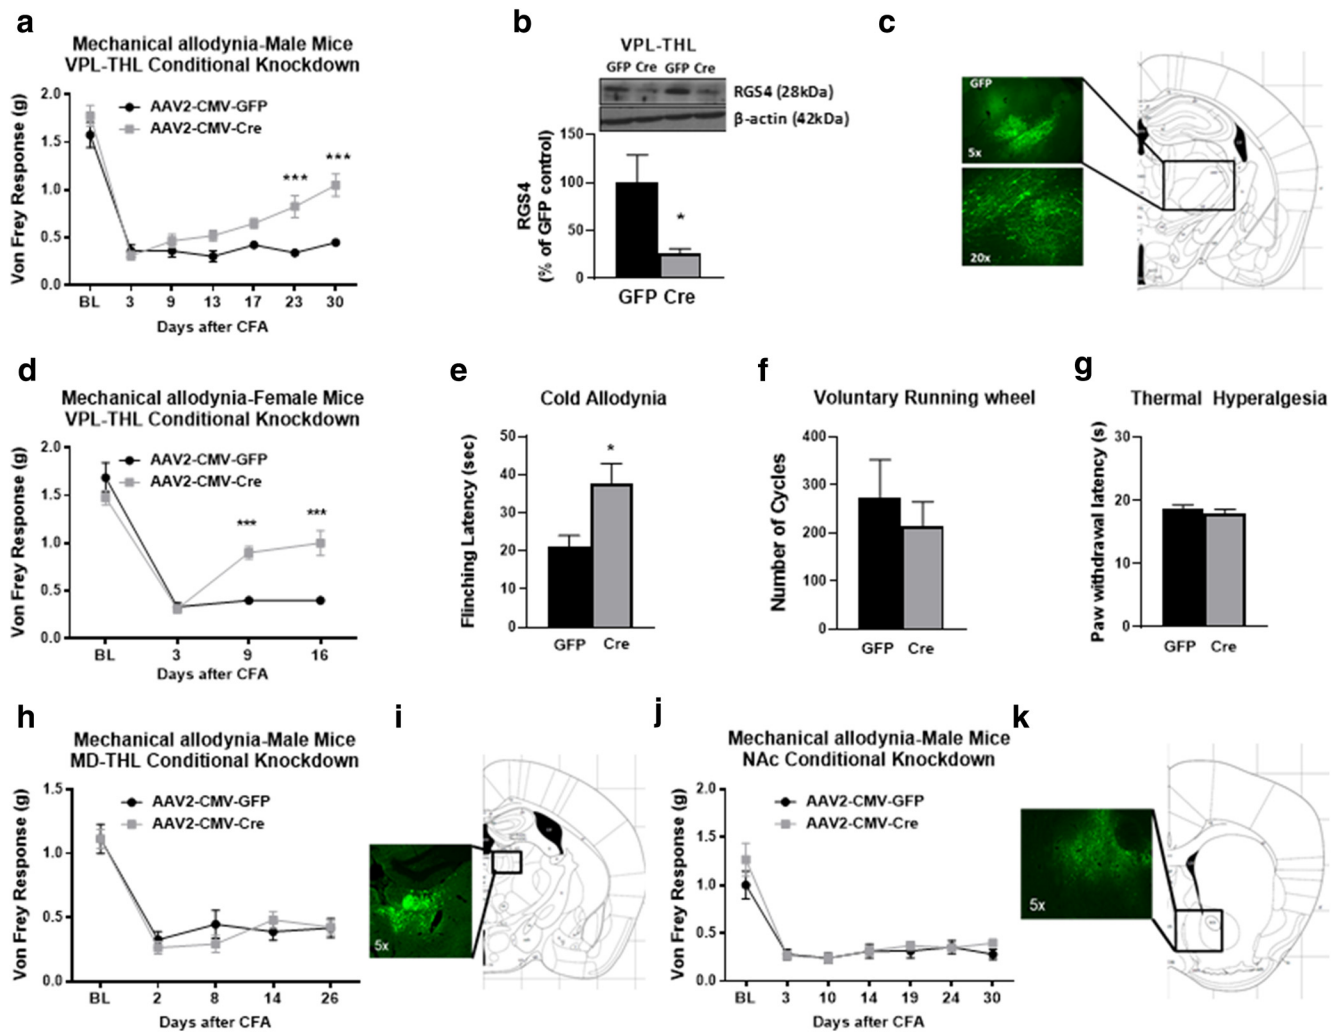 a
Mechanical allodynia-Male Mice
VPL-THL Conditional Knockdown
Von Frey Response (g)
2.0
1.5
1.0
0.5
0.0
AAV2-CMV-GFP
AAV2-CMV-Cre
***
***
BL 3 9 13 17 23 30
Days after CFA
b
VPL-THL
GFP Cre GFP Cre
RGS4 (28kDa)
β-actin (42kDa)
RGS4
(% of GFP control)
150
100
50
0
*
GFP Cre
c
GFP
5x
20x
d
Mechanical allodynia-Female Mice
VPL-THL Conditional Knockdown
Von Frey Response (g)
2.0
1.5
1.0
0.5
0.0
AAV2-CMV-GFP
AAV2-CMV-Cre
***
***
BL 3 9 16
Days after CFA
e
Cold Allodynia
Flinching Latency (sec)
50
40
30
20
10
0
*
GFP Cre
f
Voluntary Running wheel
Number of Cycles
400
300
200
100
0
GFP Cre
g
Thermal Hyperalgesia
Paw withdrawal latency (s)
30
20
10
0
GFP Cre
h
Mechanical allodynia-Male Mice
MD-THL Conditional Knockdown
Von Frey Response (g)
1.5
1.0
0.5
0.0
AAV2-CMV-GFP
AAV2-CMV-Cre
BL 2 8 14 26
Days after CFA
i
5x
j
Mechanical allodynia-Male Mice
NAc Conditional Knockdown
Von Frey Response (g)
2.0
1.5
1.0
0.5
0.0
AAV2-CMV-GFP
AAV2-CMV-Cre
BL 3 10 14 19 24 30
Days after CFA
k
5x